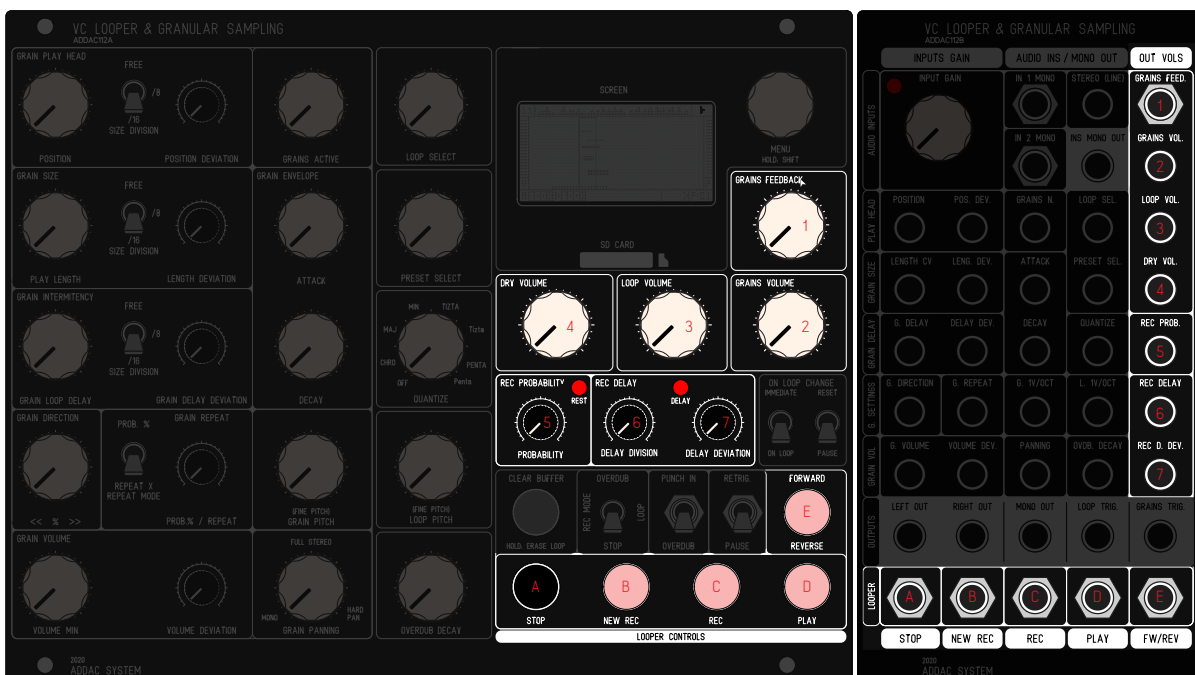 VC LOOPER & GRANULAR SAMPLING
ADDAC112A
GRAIN PLAY HEAD
FREE
/8
/16
SIZE DIVISION
POSITION
POSITION DEVIATION
GRAINS ACTIVE
LOOP SELECT
SCREEN
MENU
HOLD: SHIFT
GRAIN SIZE
FREE
/8
/16
SIZE DIVISION
PLAY LENGTH
LENGTH DEVIATION
GRAIN ENVELOPE
ATTACK
PRESET SELECT
SD CARD
GRAINS FEEDBACK
1
GRAIN INTERMITENCY
FREE
/8
/16
SIZE DIVISION
GRAIN LOOP DELAY
GRAIN DELAY DEVIATION
DECAY
MIN
TIZTA
MAJ
Tizta
CHRO
PENTA
OFF
Penta
QUANTIZE
DRY VOLUME
4
LOOP VOLUME
3
GRAINS VOLUME
2
REC PROBABILITY
REST
5
PROBABILITY
REC DELAY
DELAY
6
7
DELAY DIVISION
DELAY DEVIATION
ON LOOP CHANGE
IMMEDIATE
RESET
ON LOOP
PAUSE
GRAIN DIRECTION
<< % >>
PROB. %
REPEAT X
REPEAT MODE
GRAIN REPEAT
PROB.% / REPEAT
(FINE PITCH)
GRAIN PITCH
(FINE PITCH)
LOOP PITCH
CLEAR BUFFER
HOLD: ERASE LOOP
OVERDUB
REC MODE
LOOP
STOP
PUNCH IN
OVERDUB
RETRIG.
PAUSE
FORWARD
E
REVERSE
GRAIN VOLUME
VOLUME MIN
VOLUME DEVIATION
FULL STEREO
MONO
HARD
PAN
GRAIN PANNING
OVERDUB DECAY
A
B
C
D
STOP
NEW REC
REC
PLAY
LOOPER CONTROLS
2020
ADDAC SYSTEM
VC LOOPER & GRANULAR SAMPLING
ADDAC112B
INPUTS GAIN
AUDIO INS / MONO OUT
OUT VOLS
AUDIO INPUTS
INPUT GAIN
IN 1 MONO
STEREO (LINE)
GRAINS FEED.
1
IN 2 MONO
INS MONO OUT
GRAINS VOL.
2
PLAY HEAD
POSITION
POS. DEV.
GRAINS N.
LOOP SEL.
LOOP VOL.
3
GRAIN SIZE
LENGTH CV
LENG. DEV.
ATTACK
PRESET SEL.
DRY VOL.
4
GRAIN DELAY
G. DELAY
DELAY DEV.
DECAY
QUANTIZE
REC PROB.
5
G. SETTINGS
G. DIRECTION
G. REPEAT
G. 1V/OCT
L. 1V/OCT
REC DELAY
6
GRAIN VOL
G. VOLUME
VOLUME DEV.
PANNING
OVDB. DECAY
REC D. DEV.
7
OUTPUTS
LEFT OUT
RIGHT OUT
MONO OUT
LOOP TRIG.
GRAINS TRIG.
LOOPER
A
B
C
D
E
STOP
NEW REC
REC
PLAY
FW/REV
2020
ADDAC SYSTEM